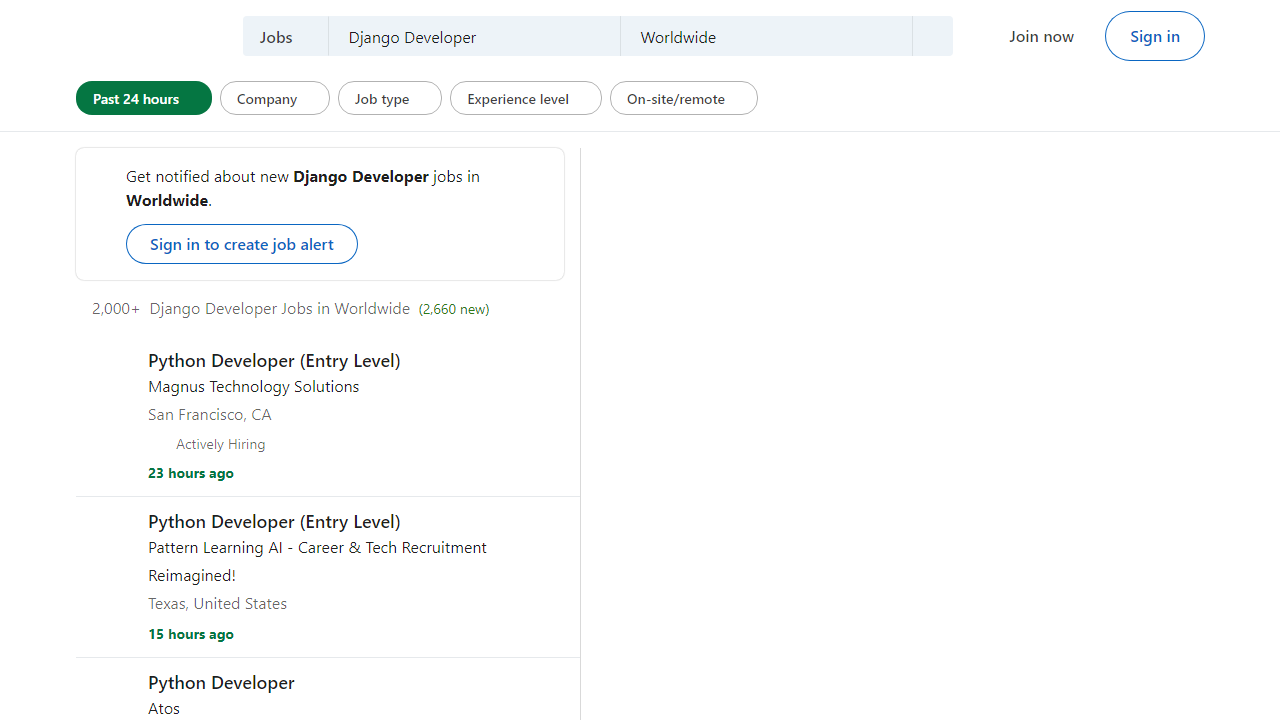 Jobs Django Developer Worldwide Join now Sign in
Past 24 hours Company Job type Experience level On-site/remote
Get notified about new Django Developer jobs in
Worldwide.
Sign in to create job alert
2,000+ Django Developer Jobs in Worldwide (2,660 new)
Python Developer (Entry Level)
Magnus Technology Solutions
San Francisco, CA
Actively Hiring
23 hours ago
Python Developer (Entry Level)
Pattern Learning AI - Career & Tech Recruitment
Reimagined!
Texas, United States
15 hours ago
Python Developer
Atos